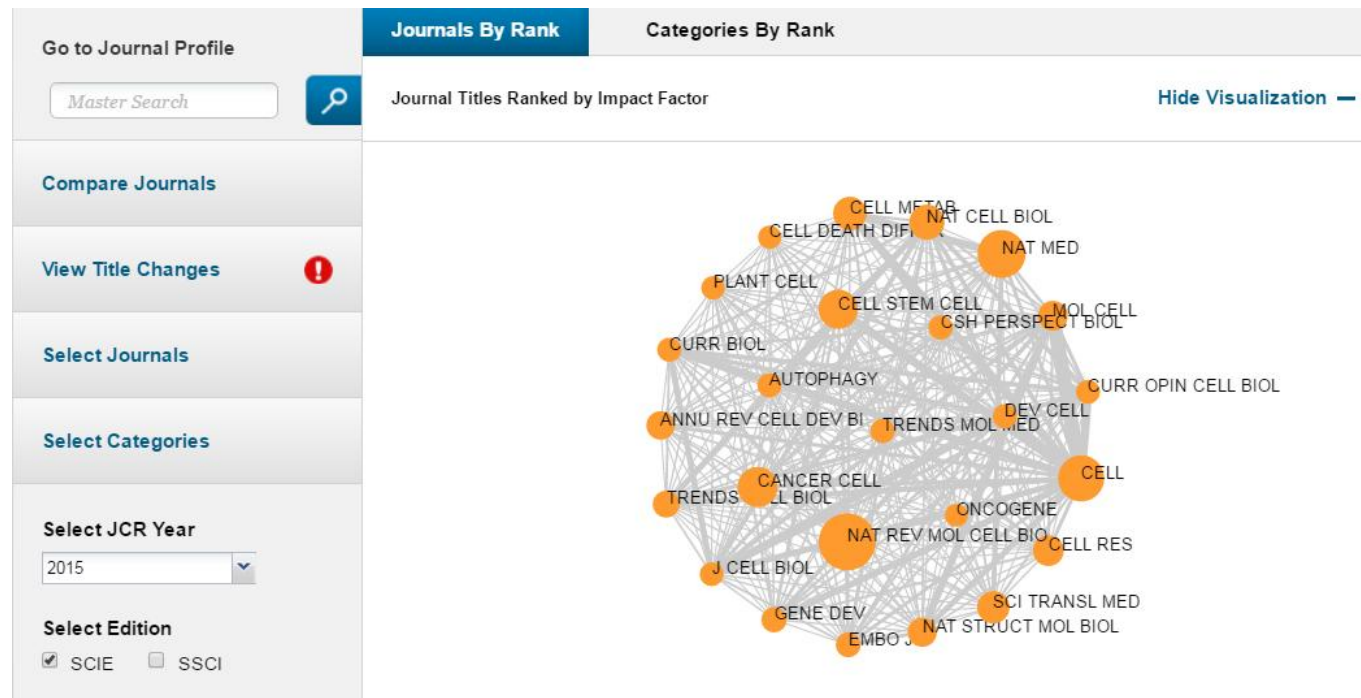 Go to Journal Profile
Master Search
Compare Journals
View Title Changes
Select Journals
Select Categories
Select JCR Year
2015
Select Edition
SCIE SSCI
Journals By Rank Categories By Rank
Journal Titles Ranked by Impact Factor Hide Visualization
CELL METAB
NAT CELL BIOL
CELL DEATH DIFFER
NAT MED
PLANT CELL
CELL STEM CELL
MOL CELL
CSH PERSPECT BIOL
CURR BIOL
AUTOPHAGY
CURR OPIN CELL BIOL
DEV CELL
ANNU REV CELL DEV BI
TRENDS MOL MED
CELL
CANCER CELL
TRENDS CELL BIOL
ONCOGENE
NAT REV MOL CELL BIO
CELL RES
J CELL BIOL
SCI TRANSL MED
GENE DEV
NAT STRUCT MOL BIOL
EMBO J